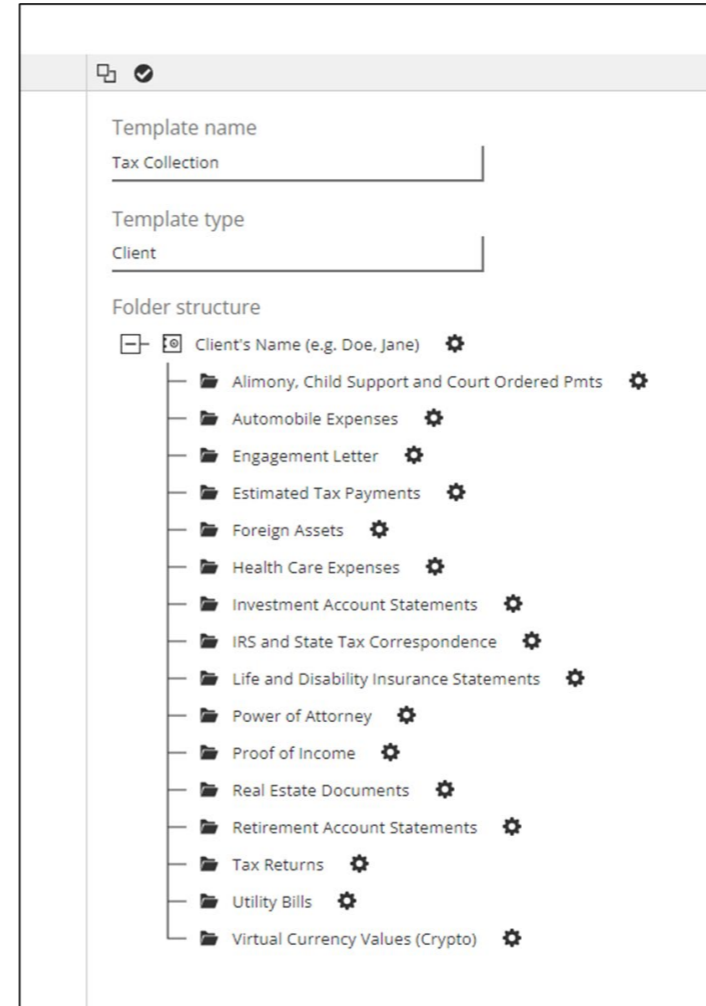 Template name
Tax Collection
Template type
Client
Folder structure
Client's Name (e.g. Doe, Jane)
Alimony, Child Support and Court Ordered Pmts
Automobile Expenses
Engagement Letter
Estimated Tax Payments
Foreign Assets
Health Care Expenses
Investment Account Statements
IRS and State Tax Correspondence
Life and Disability Insurance Statements
Power of Attorney
Proof of Income
Real Estate Documents
Retirement Account Statements
Tax Returns
Utility Bills
Virtual Currency Values (Crypto)